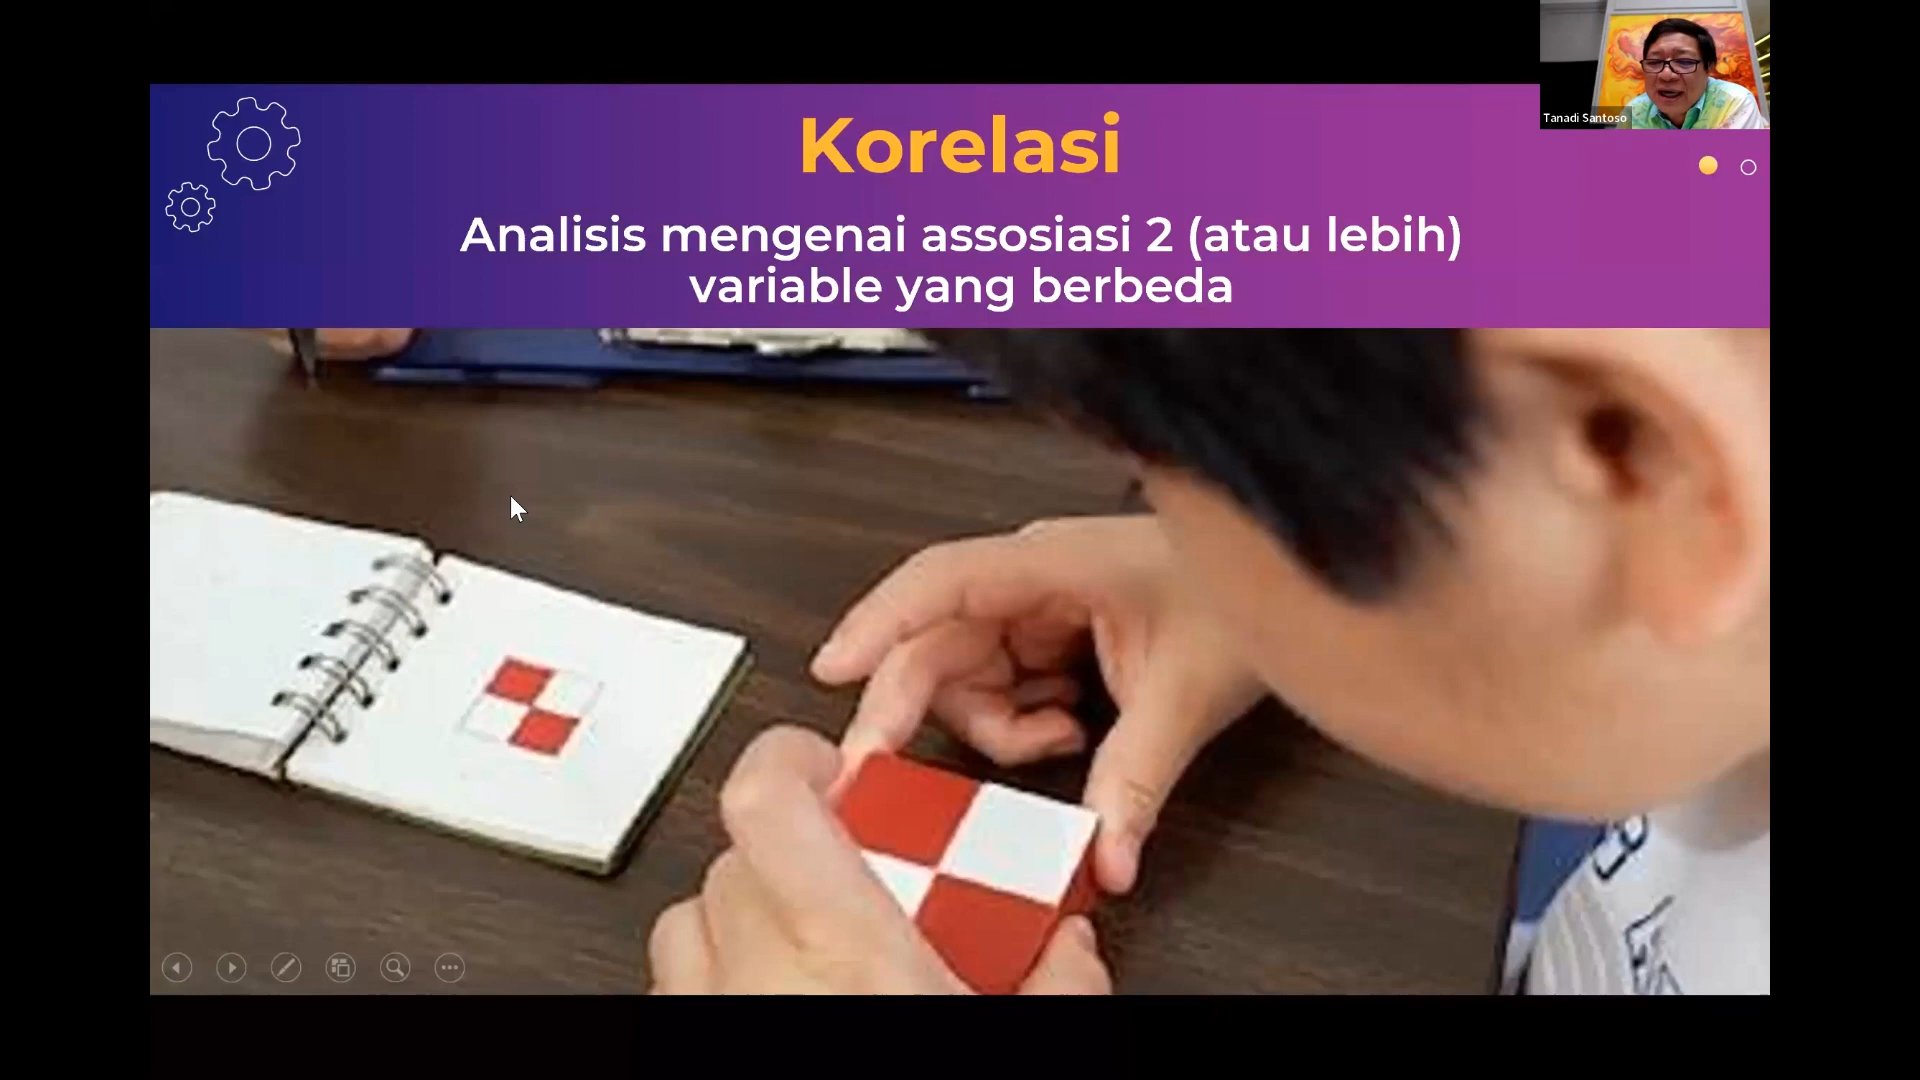 Tanadi Santoso
Korelasi
Analisis mengenai assosiasi 2 (atau lebih)
variable yang berbeda